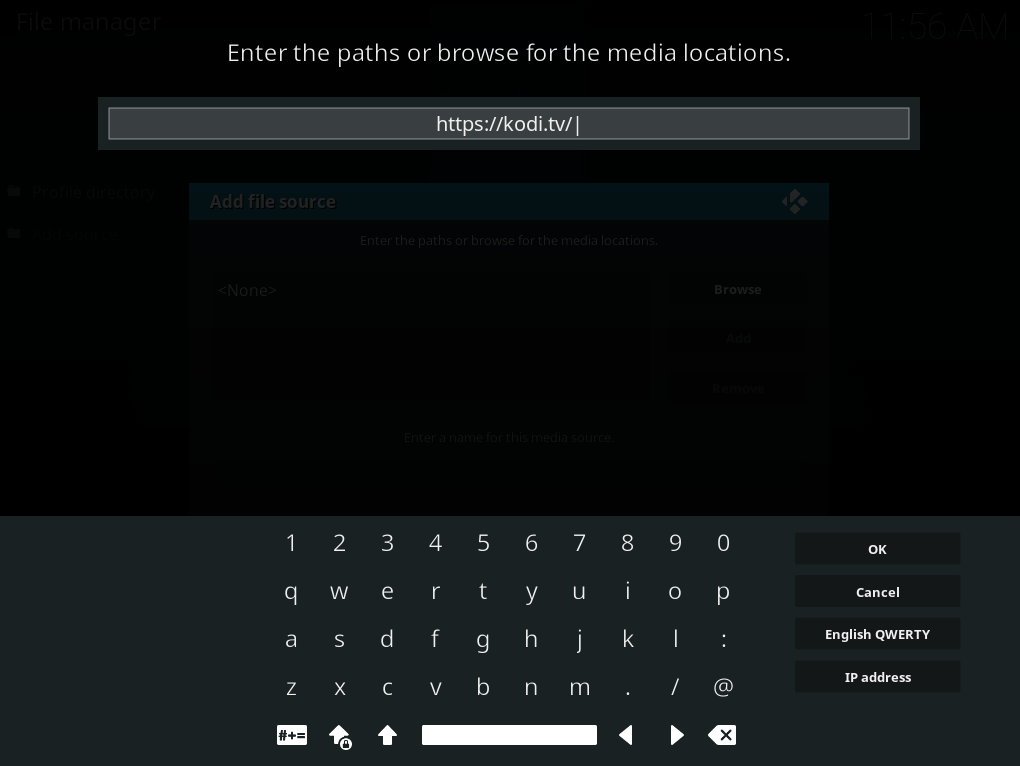 File manager
11:56 AM
Enter the paths or browse for the media locations.
https://kodi.tv/|
Profile directory
Add source
Add file source
Enter the paths or browse for the media locations.
<None>
Browse
Add
Remove
Enter a name for this media source.
1 2 3 4 5 6 7 8 9 0
q w e r t y u i o p
a s d f g h j k l :
z x c v b n m . / @
#+=
OK
Cancel
English QWERTY
IP address